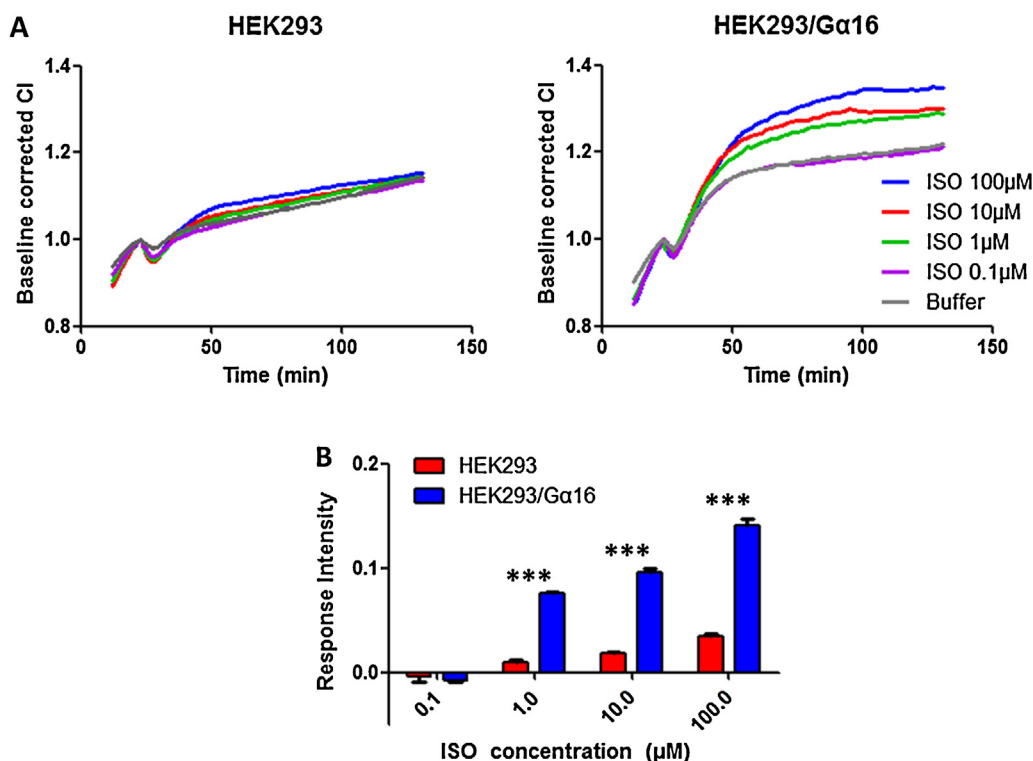 A
HEK293
Baseline corrected CI
1.4
1.2
1.0
0.8
0
50
100
150
Time (min)
HEK293/Gα16
Baseline corrected CI
1.4
1.2
1.0
0.8
0
50
100
150
Time (min)
ISO 100μM
ISO 10μM
ISO 1μM
ISO 0.1μM
Buffer
B
HEK293
HEK293/Gα16
Response Intensity
0.2
0.1
0.0
***
***
***
0.1
1.0
10.0
100.0
ISO concentration (μM)